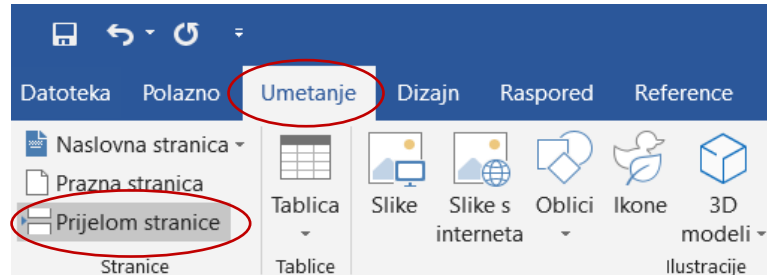 Datoteka Polazno Umetanje Dizajn Raspored Reference
Naslovna stranica
Prazna stranica
Prijelom stranice
Stranice
Tablica
Tablice
Slike
Slike s
interneta
Oblici
Ikone
3D
modeli
Ilustracije